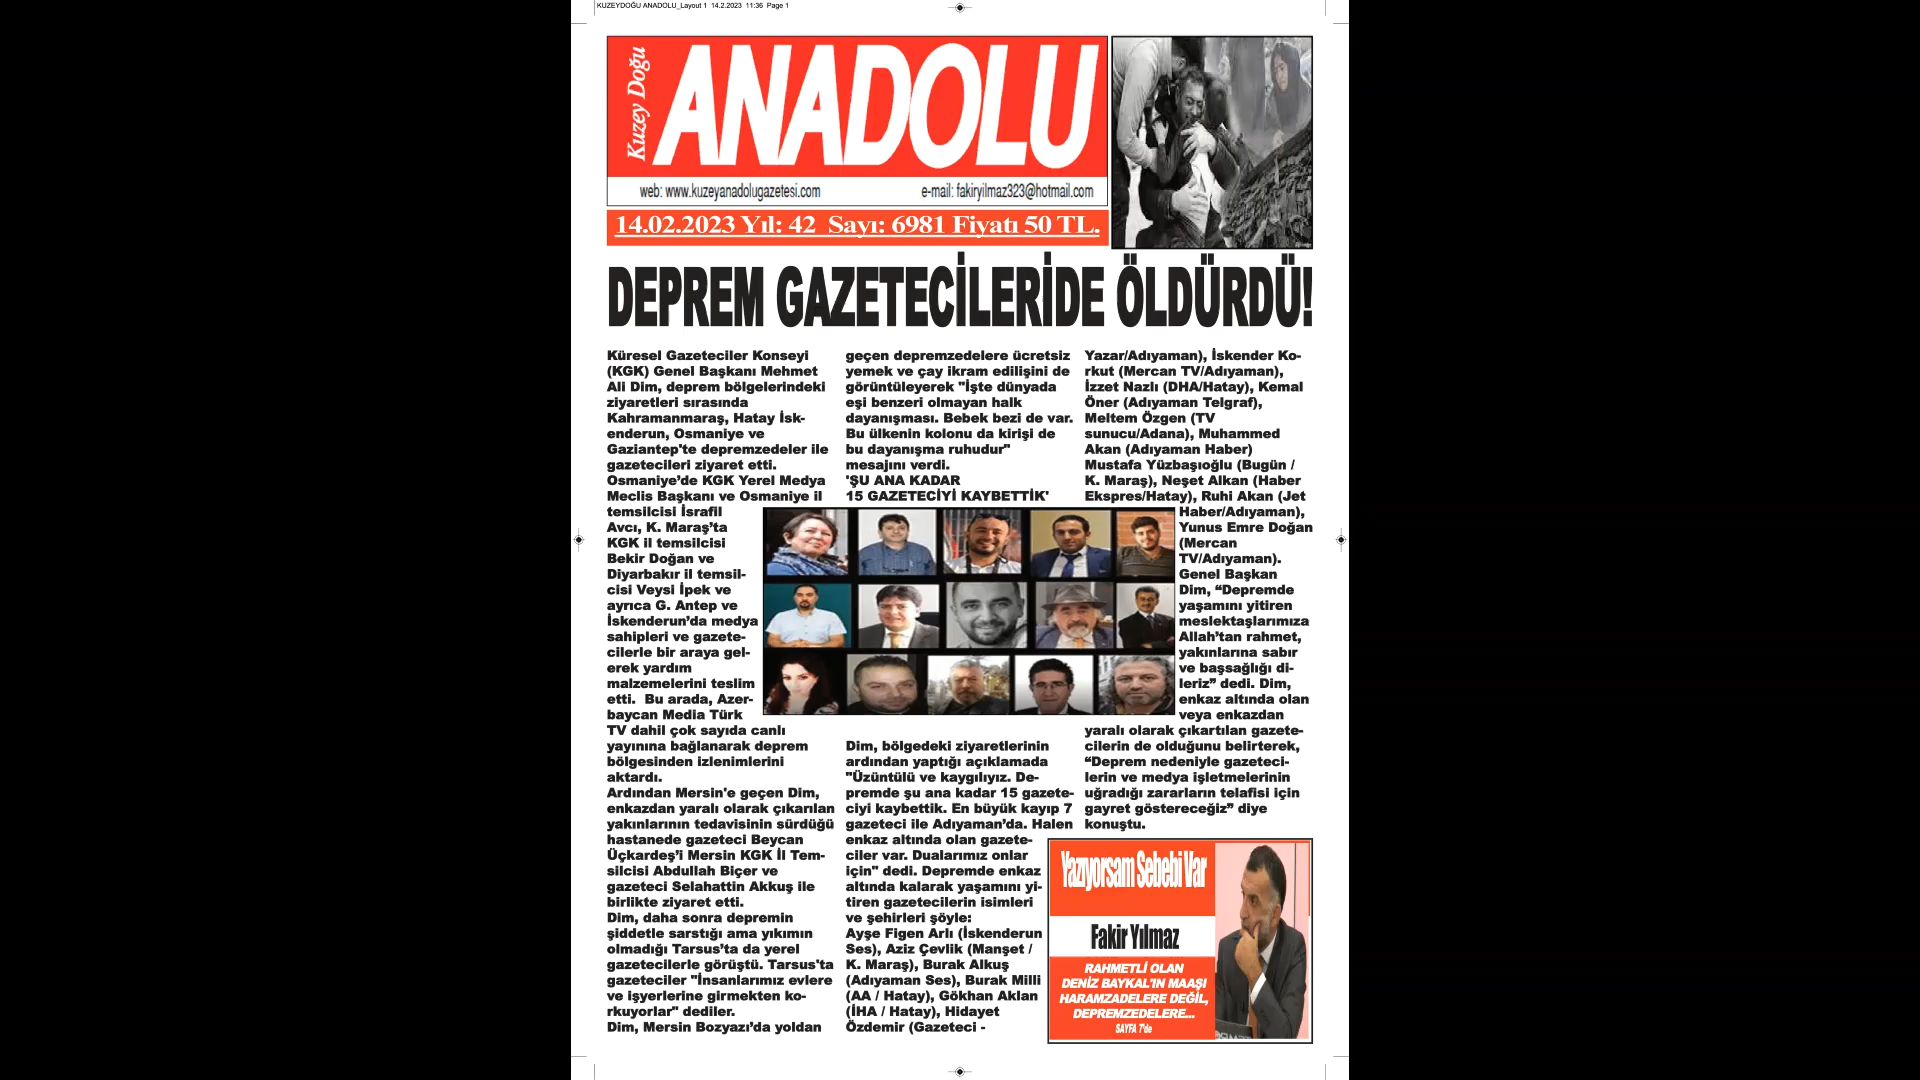 KUZEYDOĞU ANADOLU_Layout 1 14.2.2023 11:36 Page 1
Kuzey Doğu
ANADOLU
web: www.kuzeyanadolugazetesi.com
e-mail: fakiryilmaz323@hotmail.com
14.02.2023 Yıl: 42 Sayı: 6981 Fiyatı 50 TL.
DEPREM GAZETECİLERİDE ÖLDÜRDÜ!
Küresel Gazeteciler Konseyi
(KGK) Genel Başkanı Mehmet
Ali Dim, deprem bölgelerindeki
ziyaretleri sırasında
Kahramanmaraş, Hatay İsk-
enderun, Osmaniye ve
Gaziantep'te depremzedeler ile
gazetecileri ziyaret etti.
Osmaniye’de KGK Yerel Medya
Meclis Başkanı ve Osmaniye il
temsilcisi İsrafil
Avcı, K. Maraş’ta
KGK il temsilcisi
Bekir Doğan ve
Diyarbakır il temsil-
cisi Veysi İpek ve
ayrıca G. Antep ve
İskenderun’da medya
sahipleri ve gazete-
cilerle bir araya gel-
erek yardım
malzemelerini teslim
etti. Bu arada, Azer-
baycan Media Türk
TV dahil çok sayıda canlı
yayınına bağlanarak deprem
bölgesinden izlenimlerini
aktardı.
Ardından Mersin'e geçen Dim,
enkazdan yaralı olarak çıkarılan
yakınlarının tedavisinin sürdüğü
hastanede gazeteci Beycan
Üçkardeş’i Mersin KGK İl Tem-
silcisi Abdullah Biçer ve
gazeteci Selahattin Akkuş ile
birlikte ziyaret etti.
Dim, daha sonra depremin
şiddetle sarstığı ama yıkımın
olmadığı Tarsus’ta da yerel
gazetecilerle görüştü. Tarsus'ta
gazeteciler "İnsanlarımız evlere
ve işyerlerine girmekten ko-
rkuyorlar" dediler.
Dim, Mersin Bozyazı’da yoldan
geçen depremzedelere ücretsiz
yemek ve çay ikram edilişini de
görüntüleyerek "İşte dünyada
eşi benzeri olmayan halk
dayanışması. Bebek bezi de var.
Bu ülkenin kolonu da kirişi de
bu dayanışma ruhudur"
mesajını verdi.
'ŞU ANA KADAR
15 GAZETECİYİ KAYBETTİK'
Dim, bölgedeki ziyaretlerinin
ardından yaptığı açıklamada
"Üzüntülü ve kaygılıyız. De-
premde şu ana kadar 15 gazete-
ciyi kaybettik. En büyük kayıp 7
gazeteci ile Adıyaman’da. Halen
enkaz altında olan gazete-
ciler var. Dualarımız onlar
için" dedi. Depremde enkaz
altında kalarak yaşamını yi-
tiren gazetecilerin isimleri
ve şehirleri şöyle:
Ayşe Figen Arlı (İskenderun
Ses), Aziz Çevlik (Manşet /
K. Maraş), Burak Alkuş
(Adıyaman Ses), Burak Milli
(AA / Hatay), Gökhan Aklan
(İHA / Hatay), Hidayet
Özdemir (Gazeteci -
Yazar/Adıyaman), İskender Ko-
rkut (Mercan TV/Adıyaman),
İzzet Nazlı (DHA/Hatay), Kemal
Öner (Adıyaman Telgraf),
Meltem Özgen (TV
sunucu/Adana), Muhammed
Akan (Adıyaman Haber)
Mustafa Yüzbaşıoğlu (Bugün /
K. Maraş), Neşet Alkan (Haber
Ekspres/Hatay), Ruhi Akan (Jet
Haber/Adıyaman),
Yunus Emre Doğan
(Mercan
TV/Adıyaman).
Genel Başkan
Dim, “Depremde
yaşamını yitiren
meslektaşlarımıza
Allah’tan rahmet,
yakınlarına sabır
ve başsağlığı di-
leriz” dedi. Dim,
enkaz altında olan
veya enkazdan
yaralı olarak çıkartılan gazete-
cilerin de olduğunu belirterek,
“Deprem nedeniyle gazeteci-
lerin ve medya işletmelerinin
uğradığı zararların telafisi için
gayret göstereceğiz” diye
konuştu.
Yazıyorsam Sebebi Var
Fakir Yılmaz
RAHMETLİ OLAN
DENİZ BAYKAL'IN MAAŞI
HARAMZADELERE DEĞİL,
DEPREMZEDELERE...
SAYFA 7'de